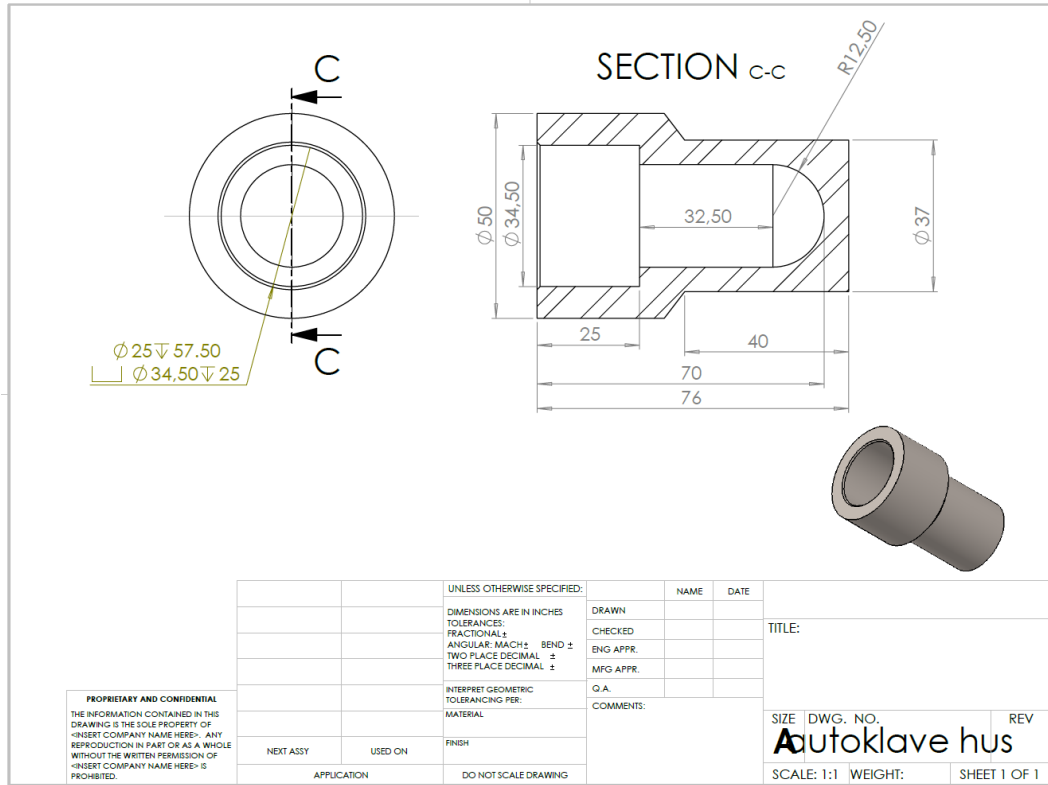 C
SECTION C-C
R12,50
Ø50
Ø34,50
32,50
Ø37
C
Ø25↧57.50
⌴ Ø34,50↧25
25
40
70
76
UNLESS OTHERWISE SPECIFIED:
DIMENSIONS ARE IN INCHES
TOLERANCES:
FRACTIONAL±
ANGULAR: MACH± BEND ±
TWO PLACE DECIMAL ±
THREE PLACE DECIMAL ±
INTERPRET GEOMETRIC
TOLERANCING PER:
MATERIAL
FINISH
DO NOT SCALE DRAWING
NAME DATE
DRAWN
CHECKED
ENG APPR.
MFG APPR.
Q.A.
COMMENTS:
TITLE:
SIZE DWG. NO. REV
A autoklave hus
SCALE: 1:1 WEIGHT: SHEET 1 OF 1
PROPRIETARY AND CONFIDENTIAL
THE INFORMATION CONTAINED IN THIS
DRAWING IS THE SOLE PROPERTY OF
<INSERT COMPANY NAME HERE>. ANY
REPRODUCTION IN PART OR AS A WHOLE
WITHOUT THE WRITTEN PERMISSION OF
<INSERT COMPANY NAME HERE> IS
PROHIBITED.
NEXT ASSY USED ON
APPLICATION